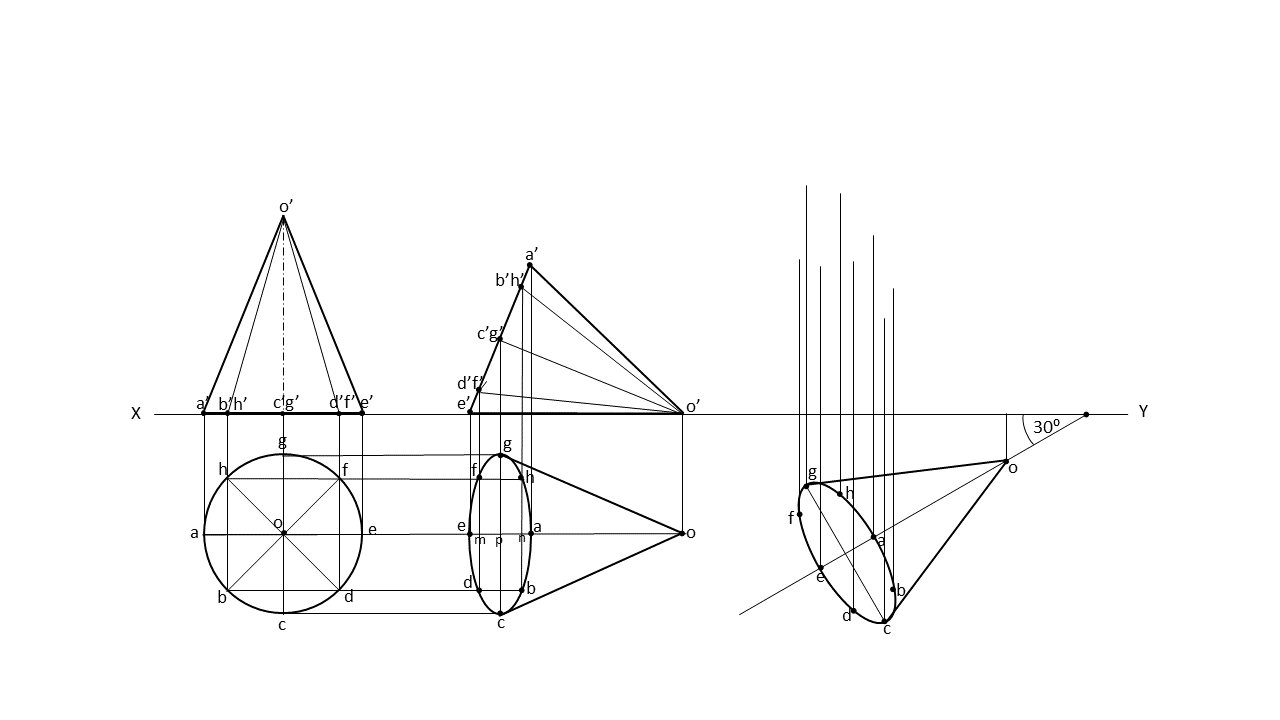 o’
a’
b’h’
c’g’
d’f’
e’
o’
a’ b’h’ c’g’ d’f’ e’
X
Y
30º
g
h
f
a
o
e
b
d
c
g
f
h
e
m
p
n
a
o
d
b
c
g
h
f
a
e
b
d
c
o